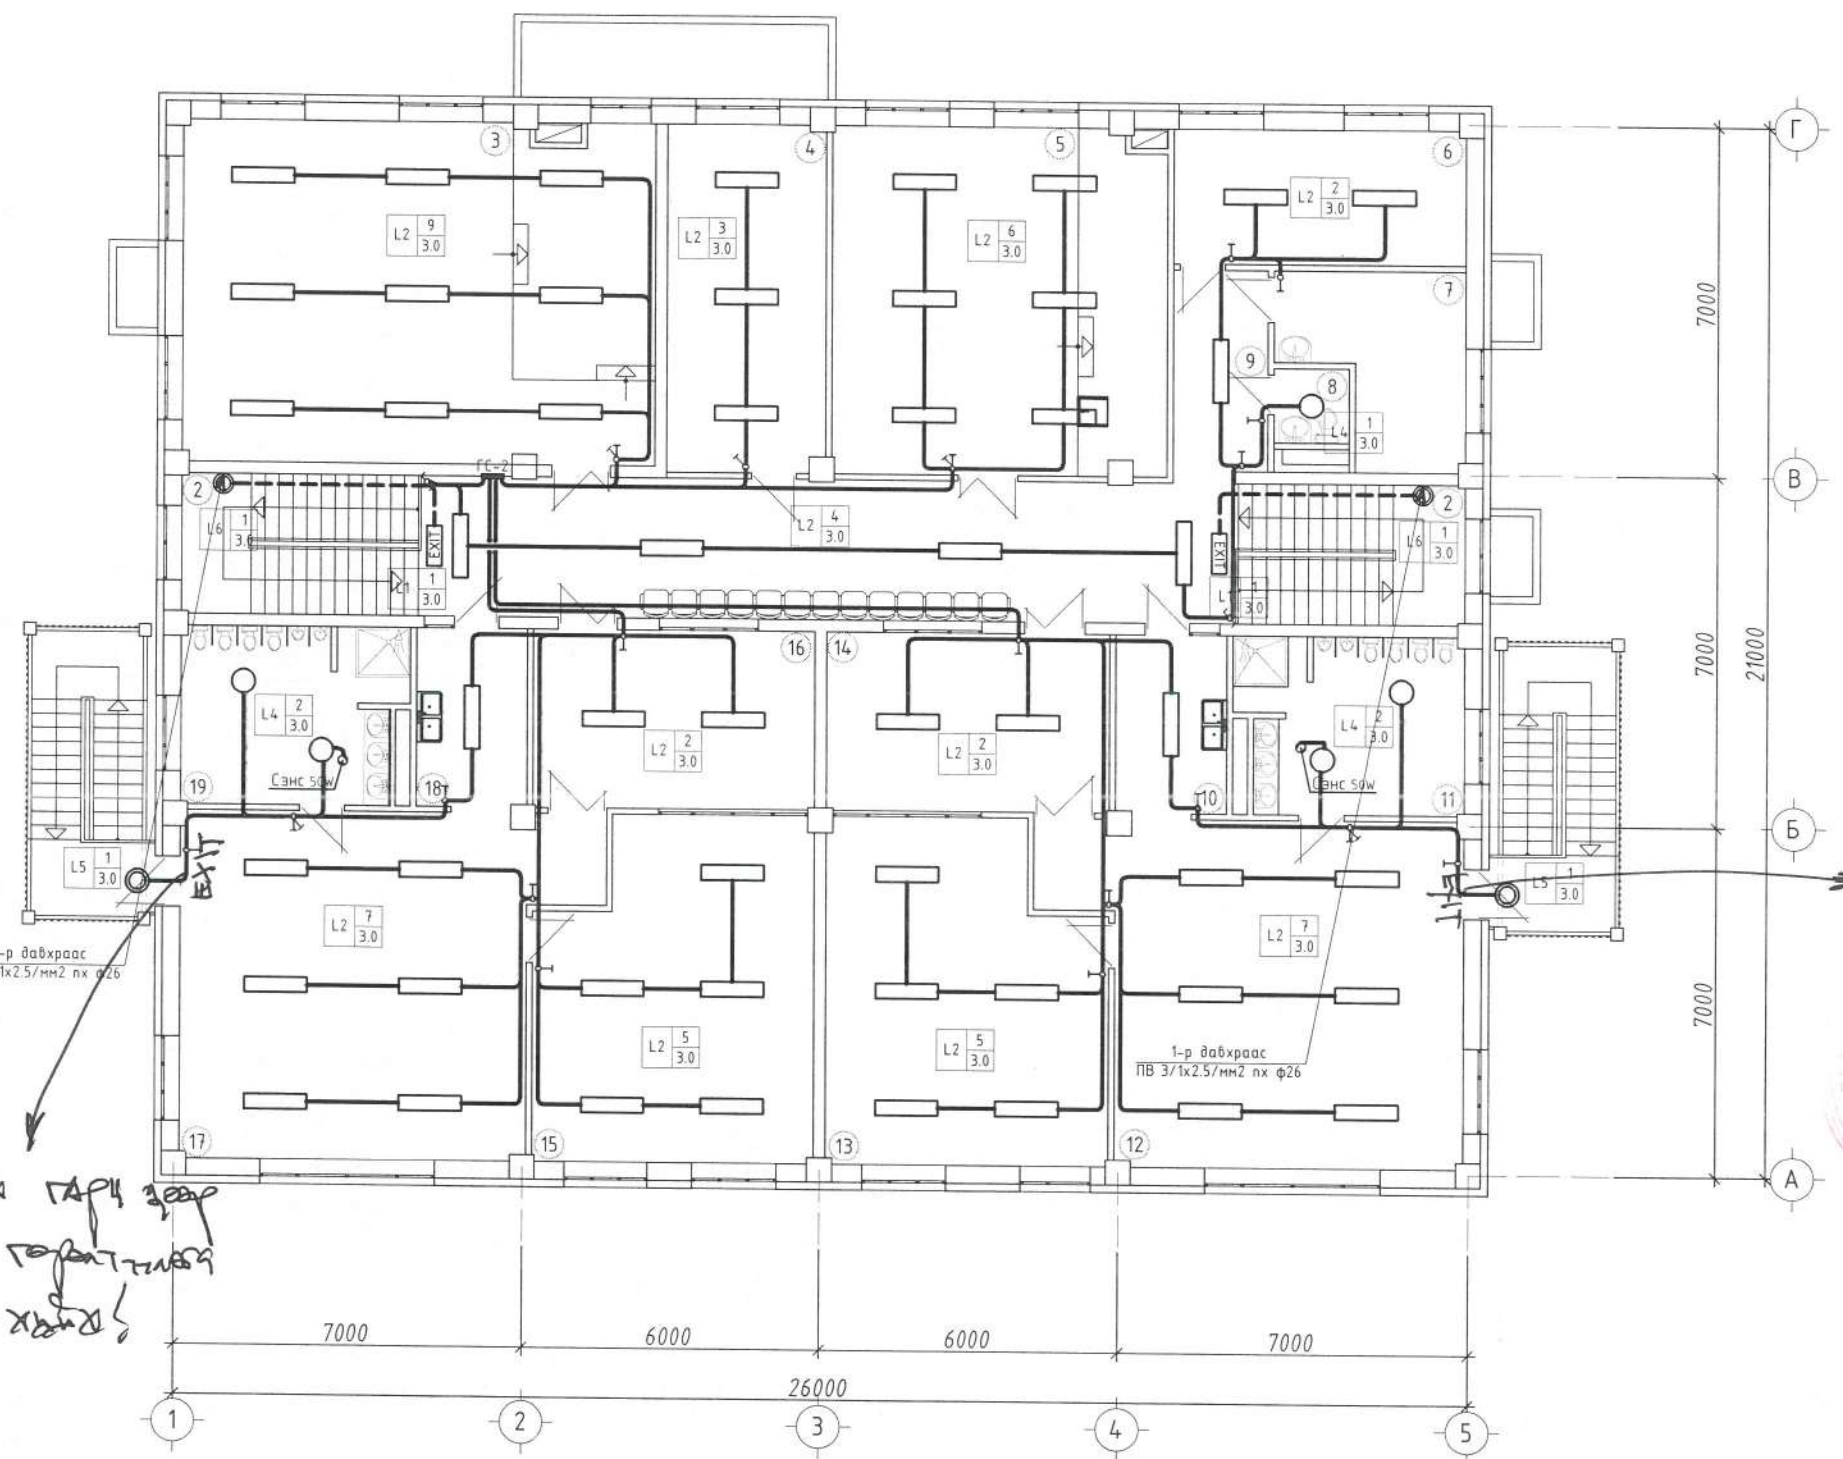 Г
3
4
5
6
L2 9 3.0
L2 3 3.0
L2 6 3.0
L2 2 3.0
7
9
8
L4 1 3.0
7000
ГС-2
В
2
L6 1
L2 4 3.0
2
L6 1 3.0
EXIT
EXIT
L1 1 3.0
1 3.0
16
14
7000
21000
L4 2 3.0
L2 2 3.0
L2 2 3.0
L4 2 3.0
Сэнс 50W
Сэнс 50W
19
18
10
11
Б
L5 1 3.0
EXIT
L5 1 3.0
L2 7 3.0
L2 7 3.0
-р давхраас
1х2.5/мм2 пх ф26
7000
L2 5 3.0
L2 5 3.0
1-р давхраас
ПВ 3/1х2.5/мм2 пх ф26
17
15
13
12
А
гарц
7000
6000
6000
7000
26000
1
2
3
4
5